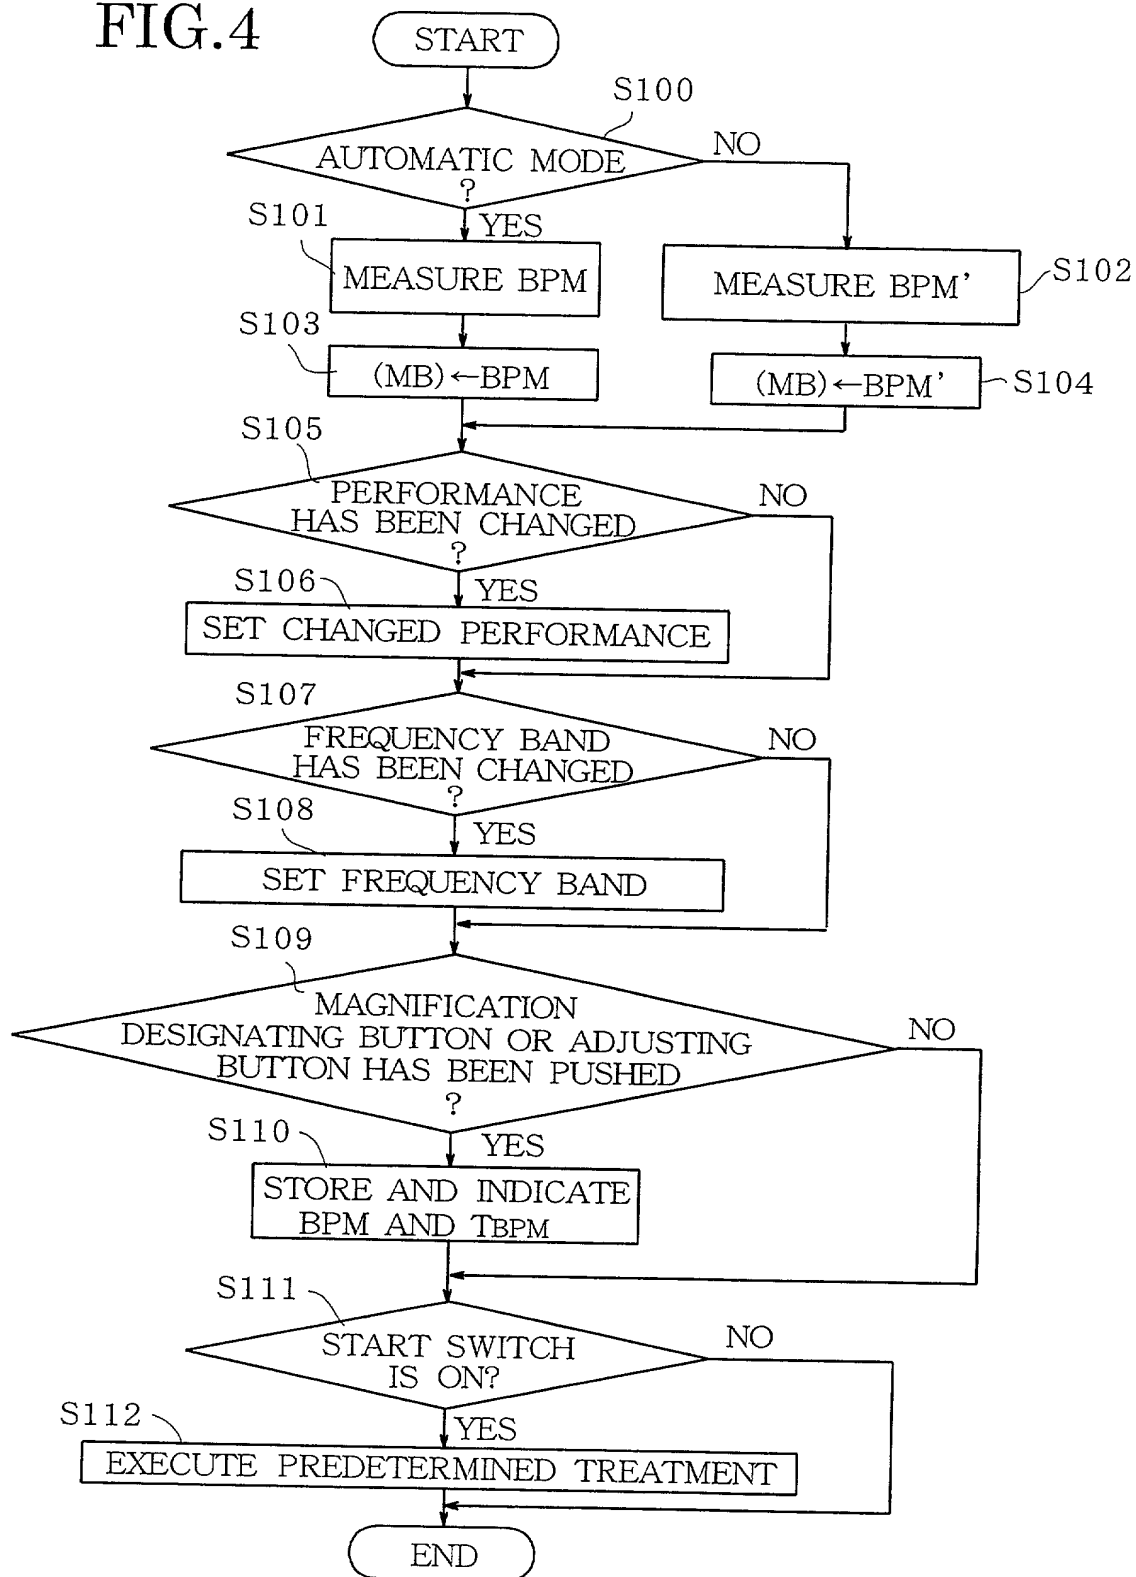 FIG.4
START
S100
AUTOMATIC MODE
?
NO
YES
S101
MEASURE BPM
MEASURE BPM’
S102
S103
(MB)←BPM
(MB)←BPM’
S104
S105
PERFORMANCE
HAS BEEN CHANGED
?
NO
YES
S106
SET CHANGED PERFORMANCE
S107
FREQUENCY BAND
HAS BEEN CHANGED
?
NO
YES
S108
SET FREQUENCY BAND
S109
MAGNIFICATION
DESIGNATING BUTTON OR ADJUSTING
BUTTON HAS BEEN PUSHED
?
NO
YES
S110
STORE AND INDICATE
BPM AND TBPM
S111
START SWITCH
IS ON?
NO
YES
S112
EXECUTE PREDETERMINED TREATMENT
END